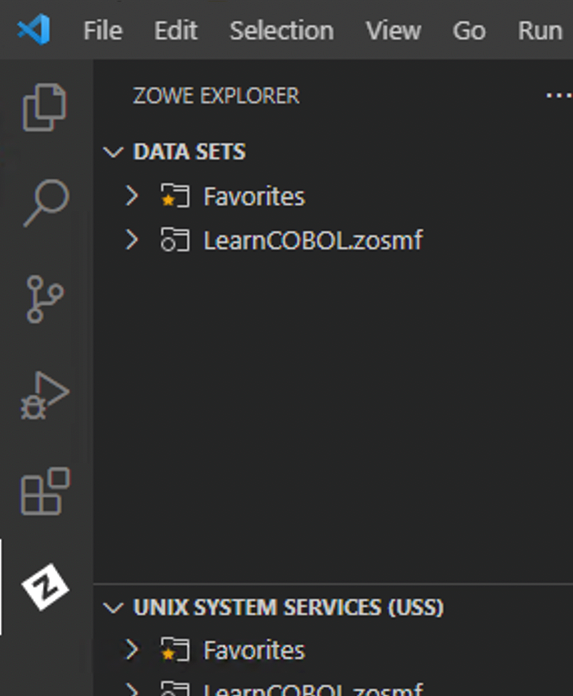 File Edit Selection View Go Run
ZOWE EXPLORER
DATA SETS
Favorites
LearnCOBOL.zosmf
UNIX SYSTEM SERVICES (USS)
Favorites
LearnCOBOL.zosmf